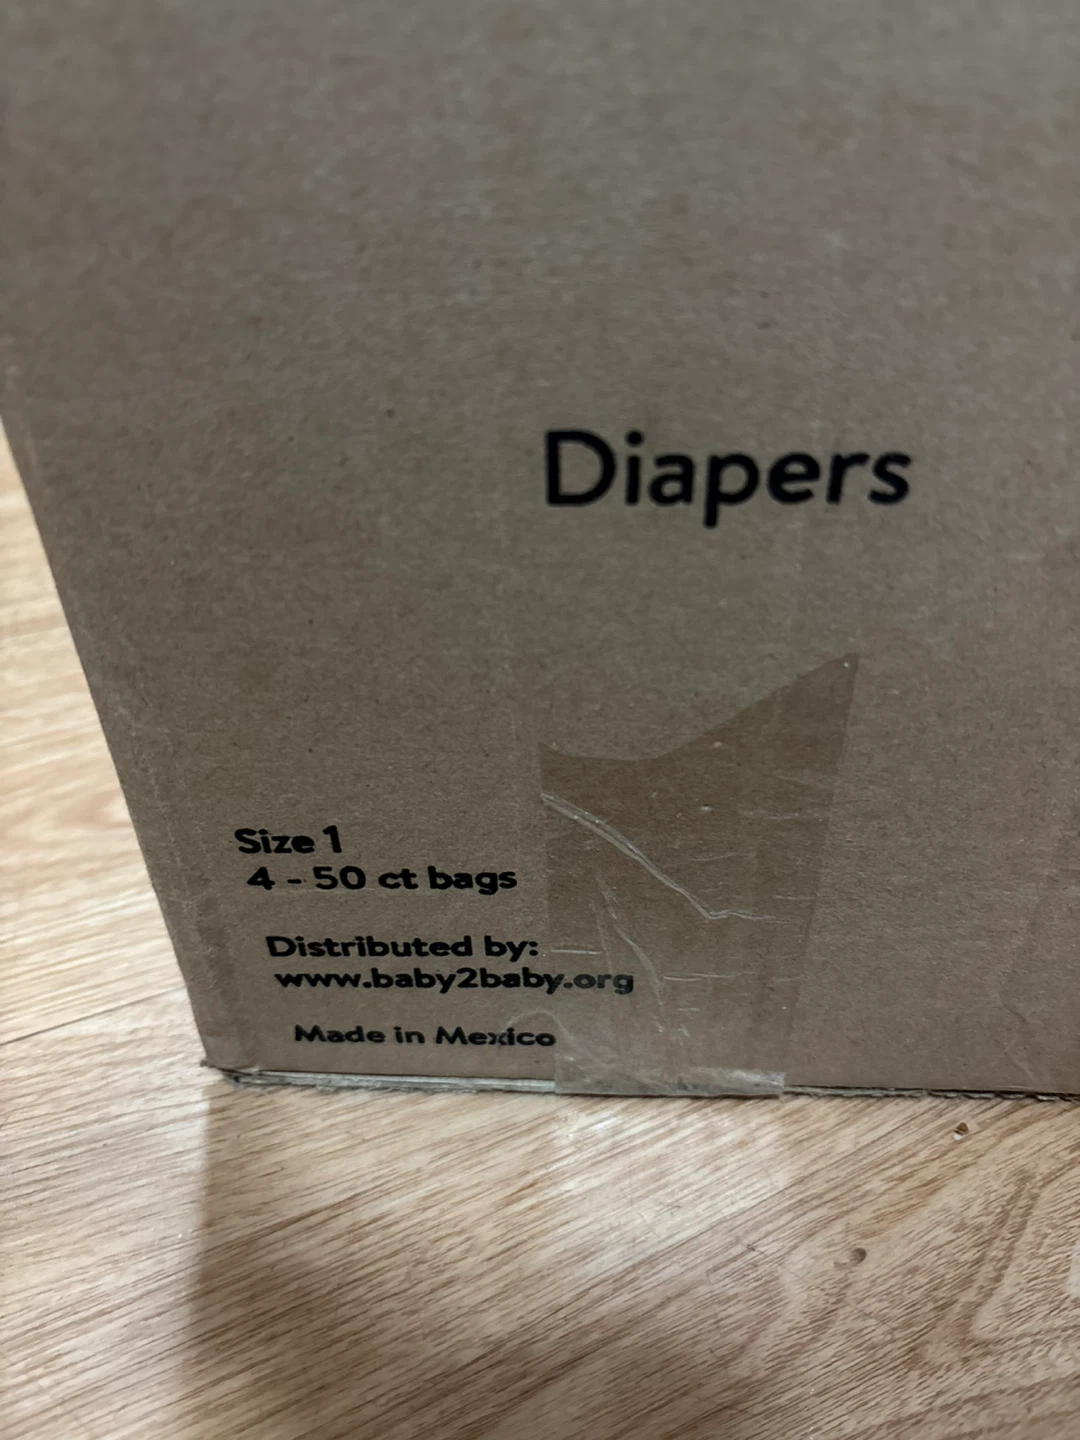 Diapers
Size 1
4 - 50 ct bags
Distributed by:
www.baby2baby.org
Made in Mexico